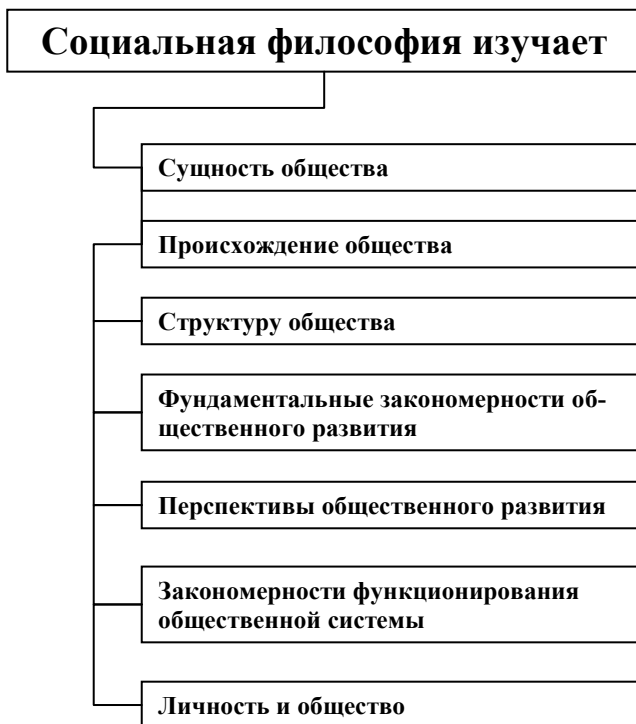 Социальная философия изучает
Сущность общества
Происхождение общества
Структуру общества
Фундаментальные закономерности об-
щественного развития
Перспективы общественного развития
Закономерности функционирования
общественной системы
Личность и общество